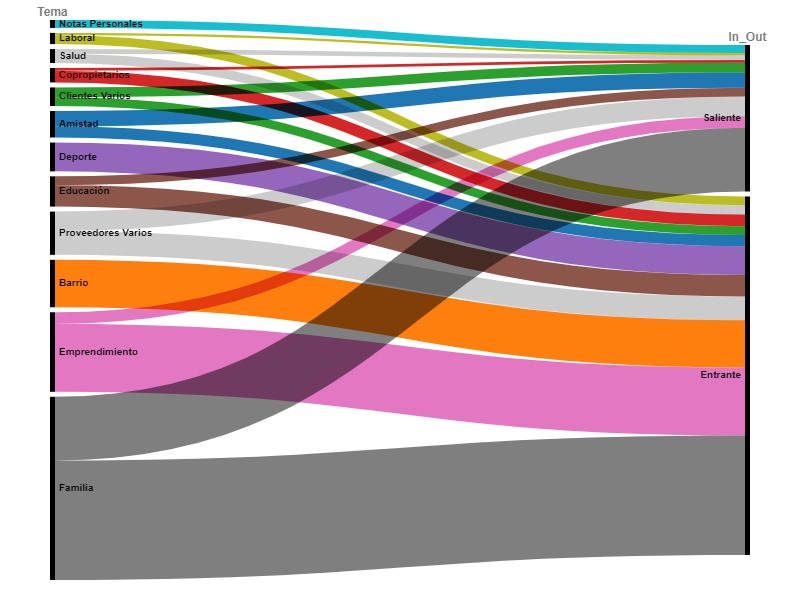 Tema
In_Out
Notas Personales
Laboral
Salud
Copropietarios
Clientes Varios
Amistad
Deporte
Educación
Proveedores Varios
Barrio
Emprendimiento
Familia
Saliente
Entrante